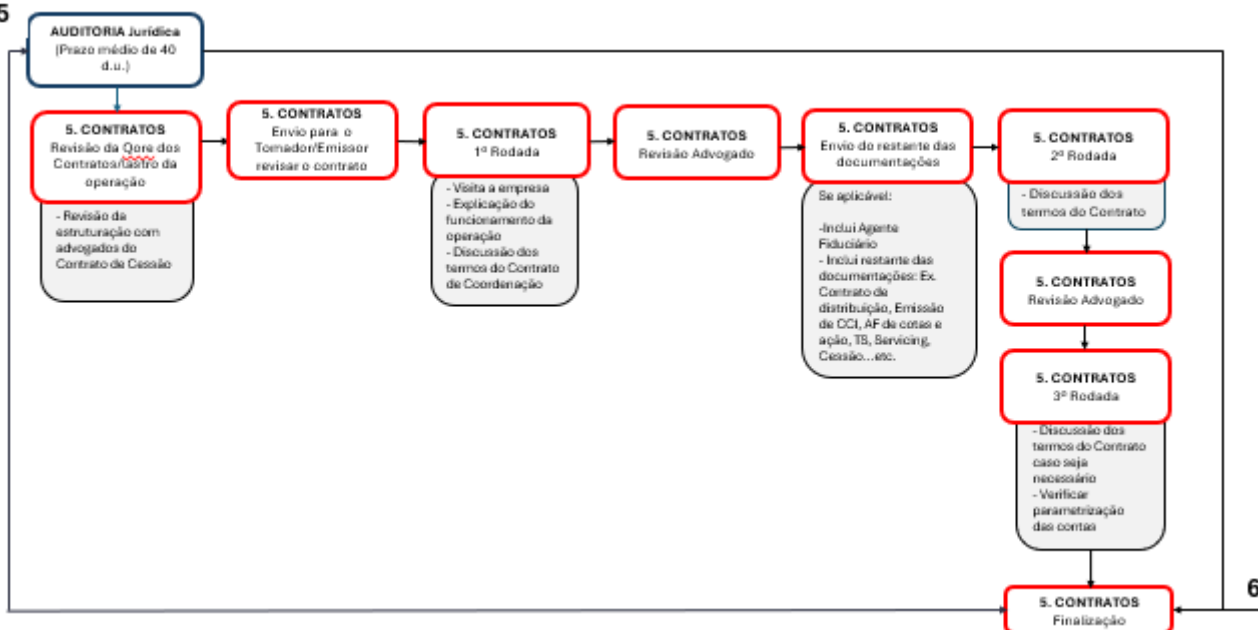 5
AUDITORIA Jurídica
(Prazo médio de 40
d.u.)
5. CONTRATOS
Revisão da Qore dos
Contratos/lastro da
operação
- Revisão da
estruturação com
advogados do
Contrato de Cessão
5. CONTRATOS
Envio para o
Tomador/Emissor
revisar o contrato
5. CONTRATOS
1ª Rodada
- Visita a empresa
- Explicação do
funcionamento da
operação
- Discussão dos
termos do Contrato
de Coordenação
5. CONTRATOS
Revisão Advogado
5. CONTRATOS
Envio do restante das
documentações
Se aplicável:
-Inclui Agente
Fiduciário
- Inclui restante das
documentações: Ex.
Contrato de
distribuição, Emissão
de CCI, AF de cotas e
ação, TS, Servicing,
Cessão...etc.
5. CONTRATOS
2ª Rodada
- Discussão dos
termos do Contrato
5. CONTRATOS
Revisão Advogado
5. CONTRATOS
3ª Rodada
- Discussão dos
termos do Contrato
caso seja
necessário
- Verificar
parametrização
das contas
6
5. CONTRATOS
Finalização